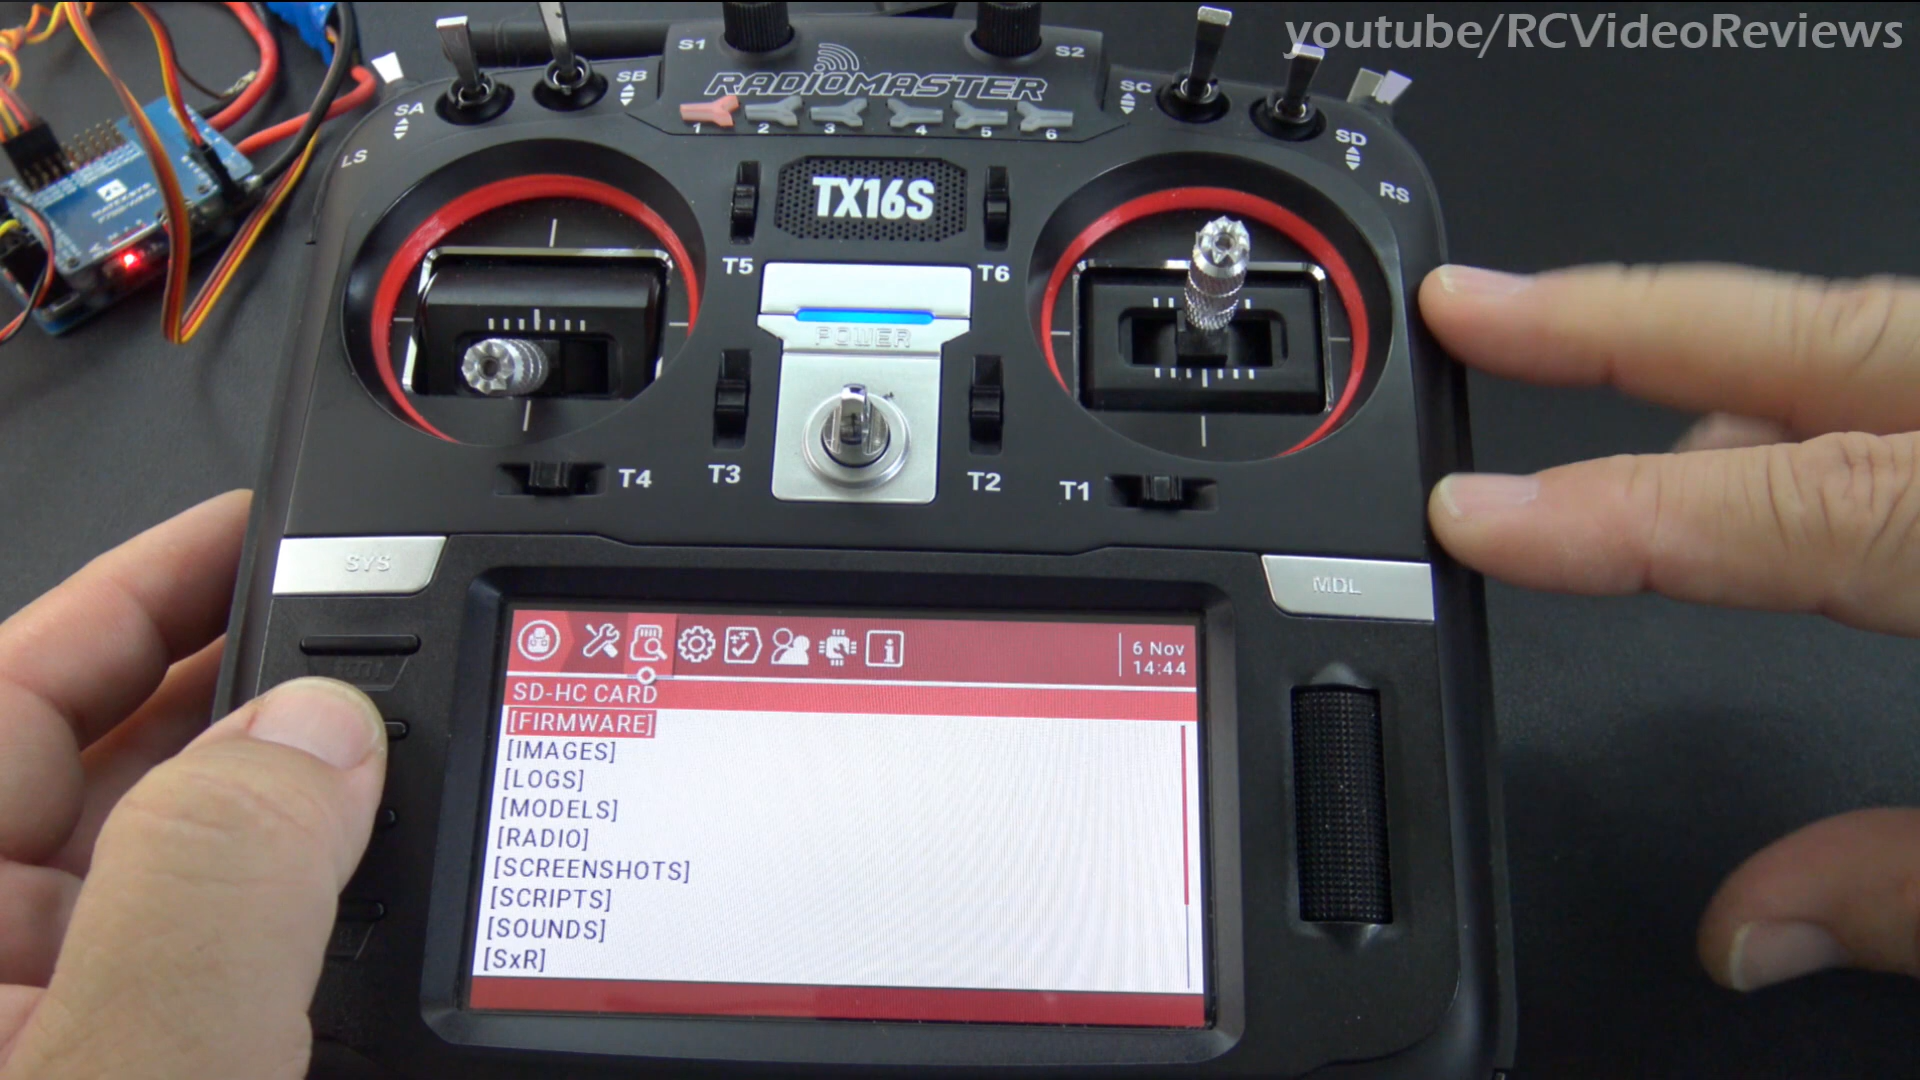 youtube/RCVideoReviews
S1
S2
SA
SB
RADIOMASTER
SC
SD
1 2 3 4 5 6
LS
RS
TX16S
T5
T6
POWER
T4
T3
T2
T1
SYS
MDL
6 Nov
14:44
SD-HC CARD
[FIRMWARE]
[IMAGES]
[LOGS]
[MODELS]
[RADIO]
[SCREENSHOTS]
[SCRIPTS]
[SOUNDS]
[SxR]